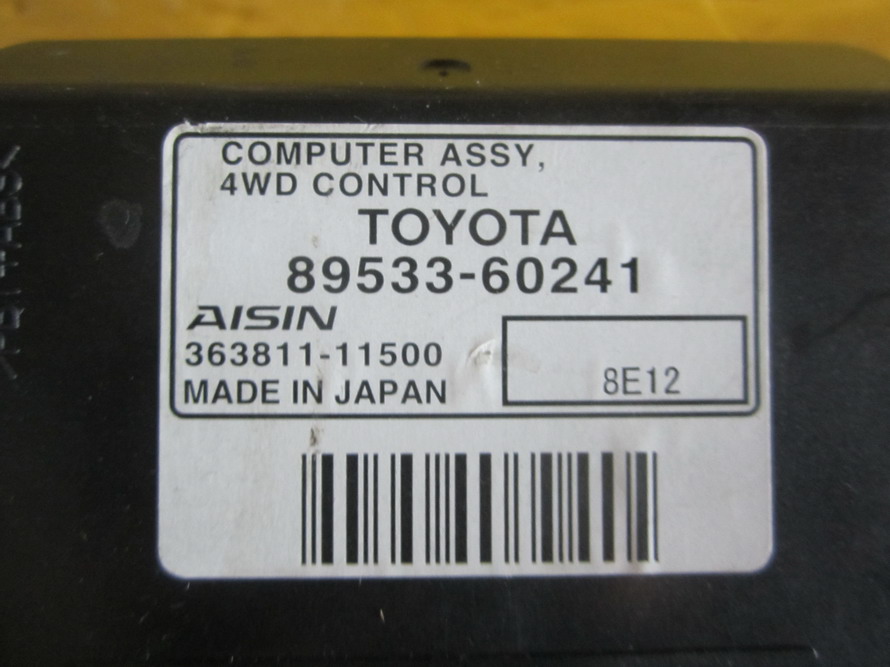 COMPUTER ASSY,
4WD CONTROL
TOYOTA
89533-60241
AISIN
363811-11500
MADE IN JAPAN
8E12